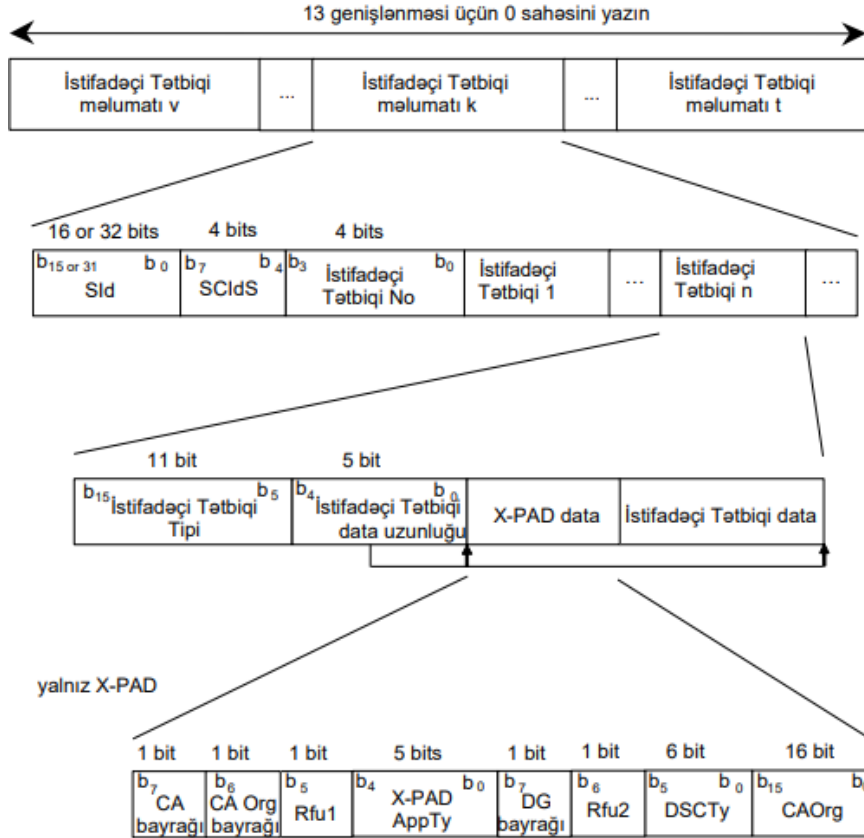 13 genişlənməsi üçün 0 sahəsini yazın
İstifadəçi Tətbiqi
məlumatı v
...
İstifadəçi Tətbiqi
məlumatı k
...
İstifadəçi Tətbiqi
məlumatı t
16 or 32 bits
4 bits
4 bits
b15 or 31 b0
SId
b7 b4
SCIdS
b3 b0
İstifadəçi
Tətbiqi No
İstifadəçi
Tətbiqi 1
...
İstifadəçi
Tətbiqi n
...
11 bit
5 bit
b15 b5
İstifadəçi Tətbiqi
Tipi
b4 b0
İstifadəçi Tətbiqi
data uzunluğu
X-PAD data
İstifadəçi Tətbiqi data
yalnız X-PAD
1 bit
1 bit
1 bit
5 bits
1 bit
1 bit
6 bit
16 bit
b7
CA
bayrağı
b6
CA Org
bayrağı
b5
Rfu1
b4 b0
X-PAD
AppTy
b7
DG
bayrağı
b6
Rfu2
b5 b0
DSCTy
b15
CAOrg